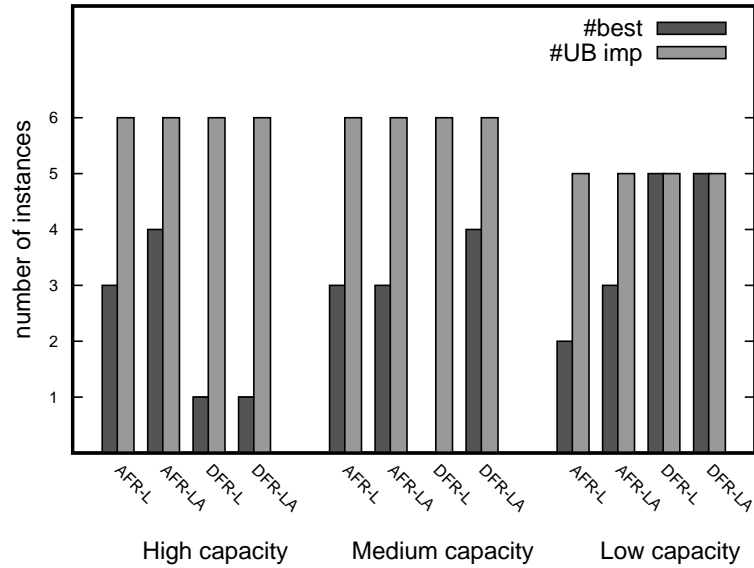 #best
#UB imp
number of instances
6
5
4
3
2
1
AFR-L
AFR-LA
DFR-L
DFR-LA
AFR-L
AFR-LA
DFR-L
DFR-LA
AFR-L
AFR-LA
DFR-L
DFR-LA
High capacity
Medium capacity
Low capacity